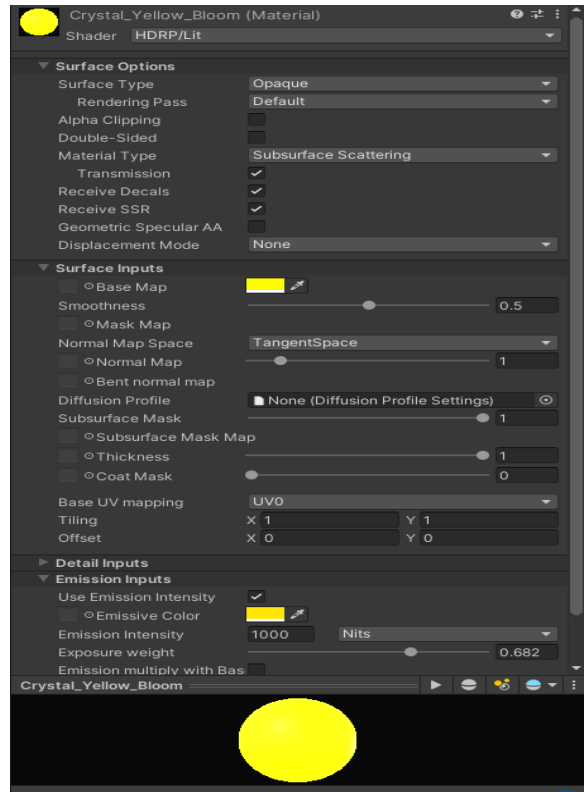 Crystal_Yellow_Bloom (Material)
Shader HDRP/Lit
Surface Options
Surface Type Opaque
Rendering Pass Default
Alpha Clipping
Double-Sided
Material Type Subsurface Scattering
Transmission
Receive Decals
Receive SSR
Geometric Specular AA
Displacement Mode None
Surface Inputs
Base Map
Smoothness 0.5
Mask Map
Normal Map Space TangentSpace
Normal Map 1
Bent normal map
Diffusion Profile None (Diffusion Profile Settings)
Subsurface Mask 1
Subsurface Mask Map
Thickness 1
Coat Mask 0
Base UV mapping UV0
Tiling X 1 Y 1
Offset X 0 Y 0
Detail Inputs
Emission Inputs
Use Emission Intensity
Emissive Color
Emission Intensity 1000 Nits
Exposure weight 0.682
Emission multiply with Bas
Crystal_Yellow_Bloom